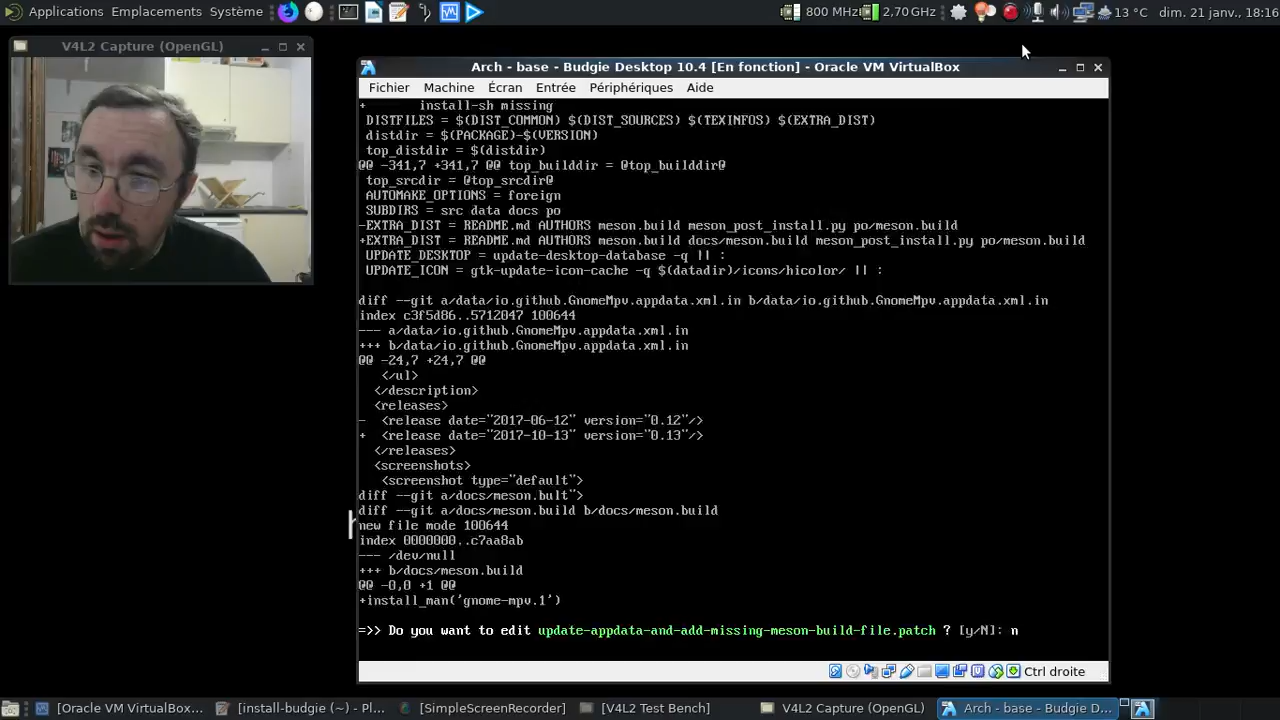 Applications Emplacements Système
800 MHz 2,70 GHz 13 °C dim. 21 janv., 18:16
V4L2 Capture (OpenGL)
Arch - base - Budgie Desktop 10.4 [En fonction] - Oracle VM VirtualBox
Fichier Machine Écran Entrée Périphériques Aide
+ install-sh missing
DISTFILES = $(DIST_COMMON) $(DIST_SOURCES) $(TEXINFOS) $(EXTRA_DIST)
distdir = $(PACKAGE)-$(VERSION)
top_distdir = $(distdir)
@@ -341,7 +341,7 @@ top_builddir = @top_builddir@
top_srcdir = @top_srcdir@
AUTOMAKE_OPTIONS = foreign
SUBDIRS = src data docs po
-EXTRA_DIST = README.md AUTHORS meson.build meson_post_install.py po/meson.build
+EXTRA_DIST = README.md AUTHORS meson.build docs/meson.build meson_post_install.py po/meson.build
UPDATE_DESKTOP = update-desktop-database -q || :
UPDATE_ICON = gtk-update-icon-cache -q $(datadir)/icons/hicolor/ || :
diff --git a/data/io.github.GnomeMpv.appdata.xml.in b/data/io.github.GnomeMpv.appdata.xml.in
index c3f5d86..5712047 100644
--- a/data/io.github.GnomeMpv.appdata.xml.in
+++ b/data/io.github.GnomeMpv.appdata.xml.in
@@ -24,7 +24,7 @@
</ul>
</description>
<releases>
- <release date="2017-06-12" version="0.12"/>
+ <release date="2017-10-13" version="0.13"/>
</releases>
<screenshots>
<screenshot type="default">
diff --git a/docs/meson.bult">
diff --git a/docs/meson.build b/docs/meson.build
new file mode 100644
index 0000000..c7aa8ab
--- /dev/null
+++ b/docs/meson.build
@@ -0,0 +1 @@
+install_man('gnome-mpv.1')
=>> Do you want to edit update-appdata-and-add-missing-meson-build-file.patch ? [y/N]: n
Ctrl droite
[Oracle VM VirtualBox... [install-budgie (~) - Pl... [SimpleScreenRecorder] [V4L2 Test Bench] V4L2 Capture (OpenGL) Arch - base - Budgie D...